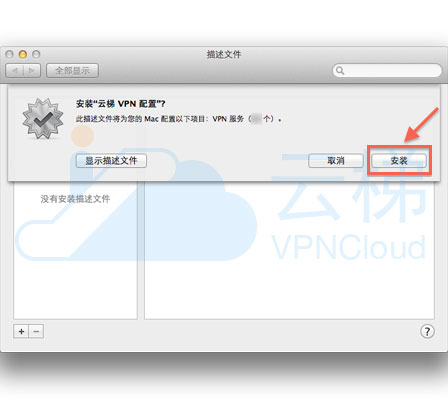 描述文件
全部显示
安装“云梯 VPN 配置”?
此描述文件将为您的 Mac 配置以下项目: VPN 服务 (个) 。
显示描述文件
取消
安装
没有安装描述文件
云梯
VPNCloud
+
−
?